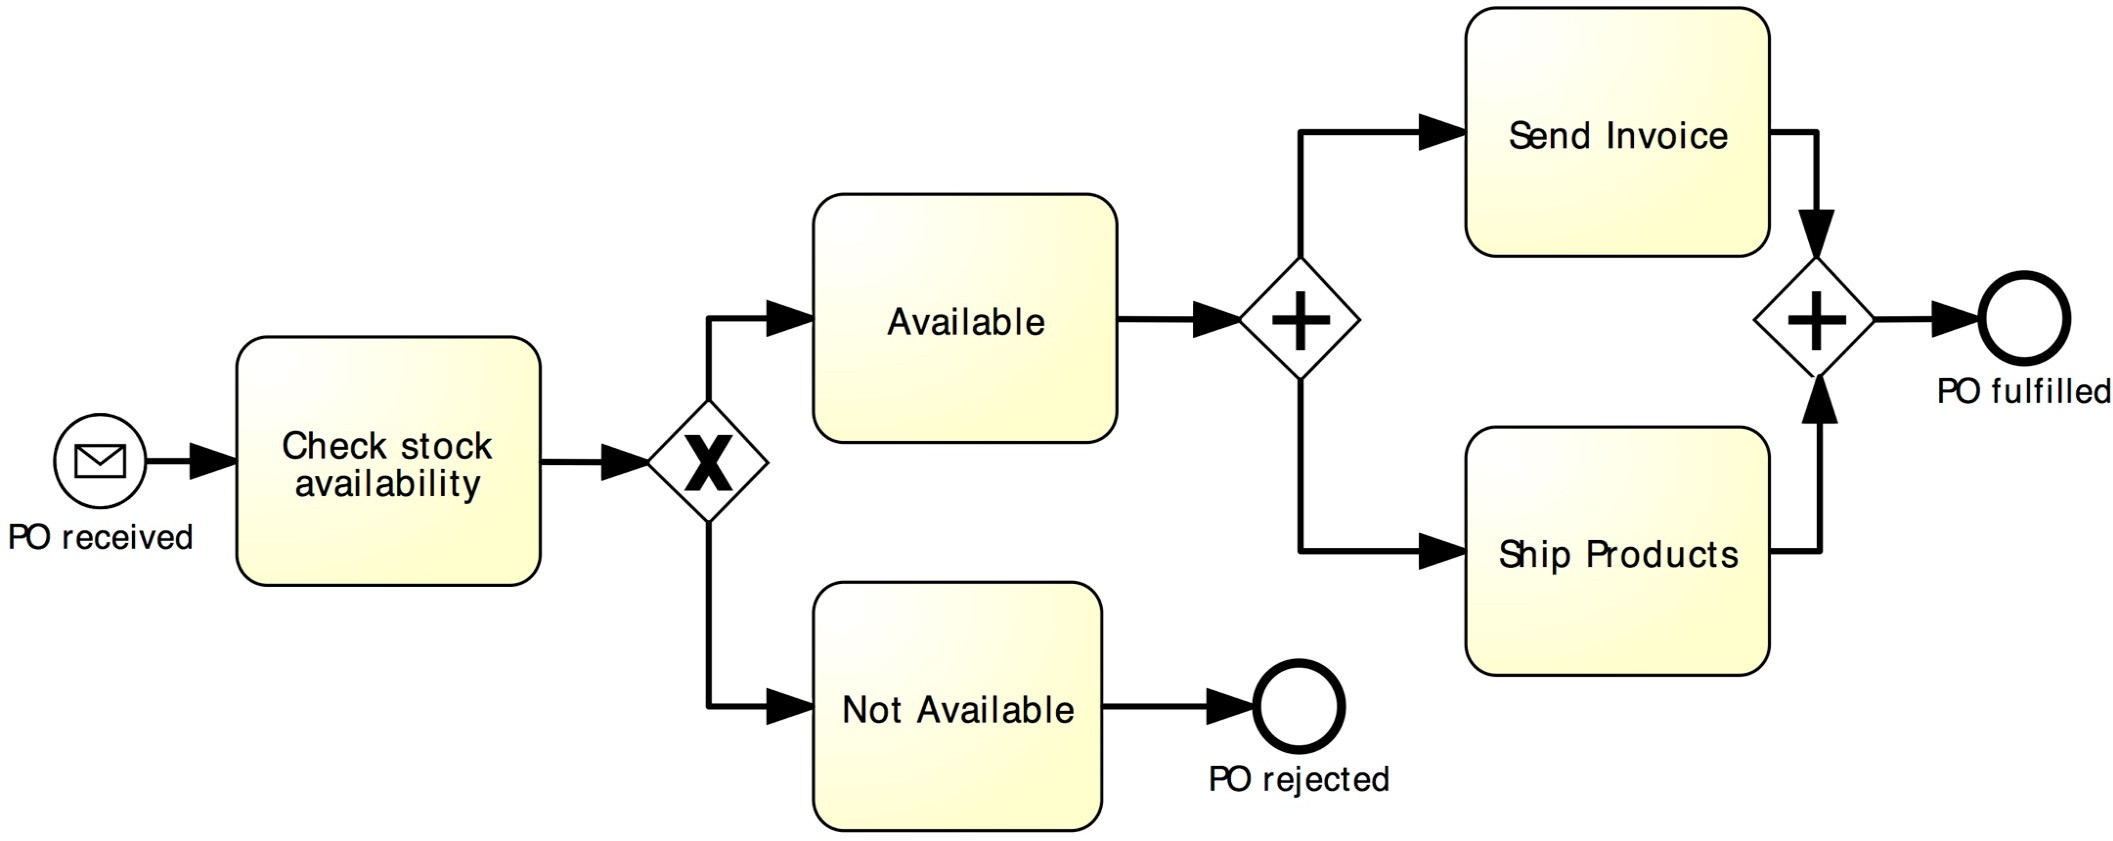 PO received
Check stock
availability
X
Available
Not Available
PO rejected
+
Send Invoice
Ship Products
+
PO fulfilled